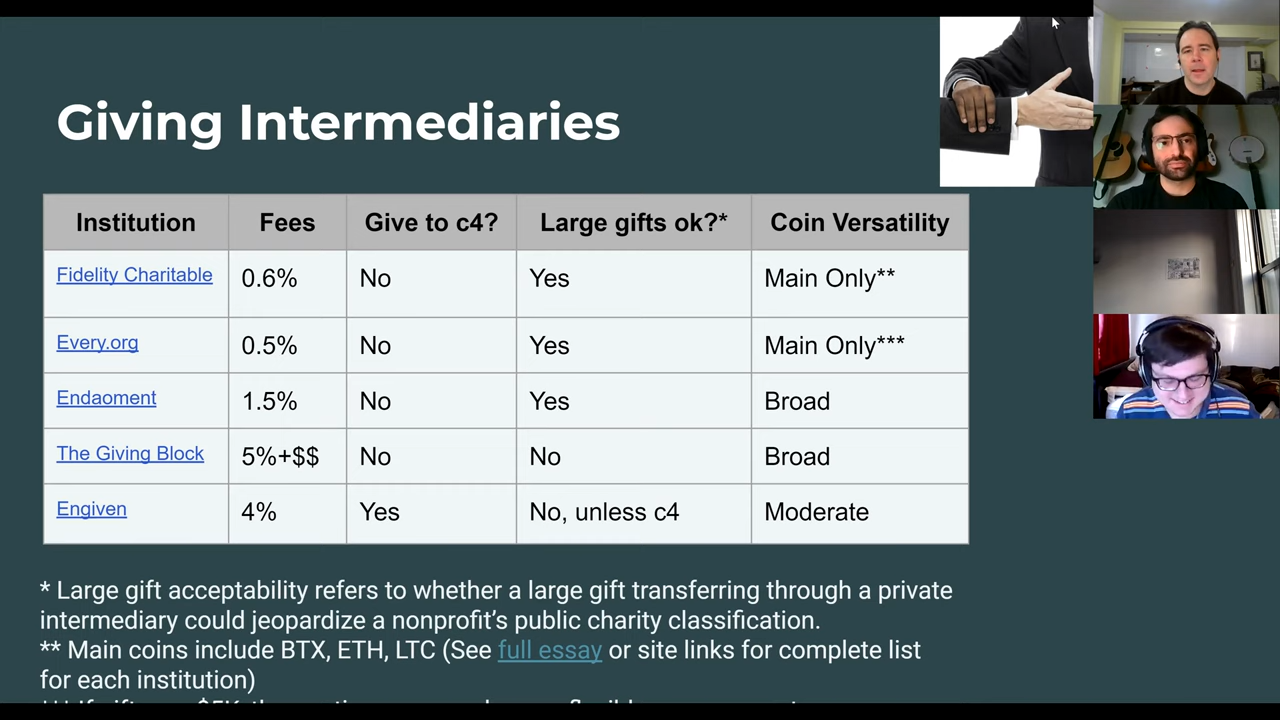 Giving Intermediaries
Institution Fees Give to c4? Large gifts ok?* Coin Versatility
Fidelity Charitable 0.6% No Yes Main Only**
Every.org 0.5% No Yes Main Only***
Endaoment 1.5% No Yes Broad
The Giving Block 5%+$$ No No Broad
Engiven 4% Yes No, unless c4 Moderate
* Large gift acceptability refers to whether a large gift transferring through a private
intermediary could jeopardize a nonprofit’s public charity classification.
** Main coins include BTX, ETH, LTC (See full essay or site links for complete list
for each institution)